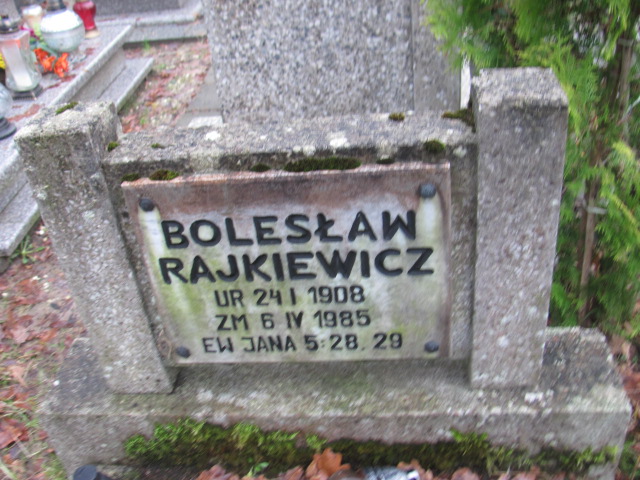 BOLESŁAW
RAJKIEWICZ
UR 24 I 1908
ZM 6 IV 1985
EW JANA 5:28.29